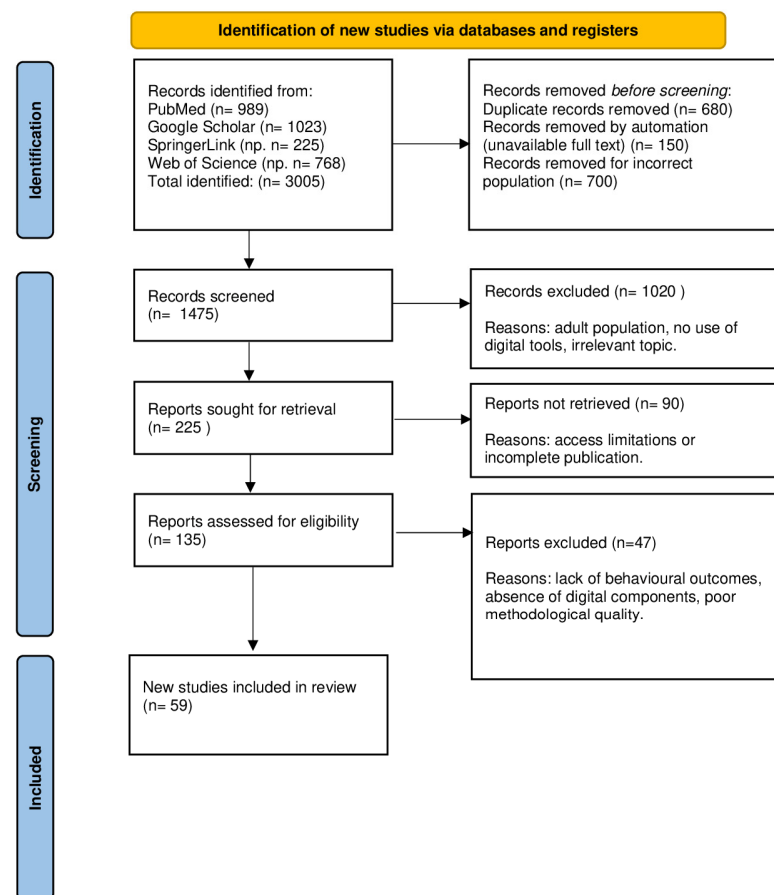 Identification of new studies via databases and registers
Identification
Records identified from:
PubMed (n= 989)
Google Scholar (n= 1023)
SpringerLink (np. n= 225)
Web of Science (np. n= 768)
Total identified: (n= 3005)
Records removed before screening:
Duplicate records removed (n= 680)
Records removed by automation
(unavailable full text) (n= 150)
Records removed for incorrect
population (n= 700)
Screening
Records screened
(n=  1475)
Records excluded (n= 1020 )
Reasons: adult population, no use of
digital tools, irrelevant topic.
Reports sought for retrieval
(n= 225 )
Reports not retrieved (n= 90)
Reasons: access limitations or
incomplete publication.
Reports assessed for eligibility
(n= 135)
Reports excluded (n=47)
Reasons: lack of behavioural outcomes,
absence of digital components, poor
methodological quality.
Included
New studies included in review
(n= 59)